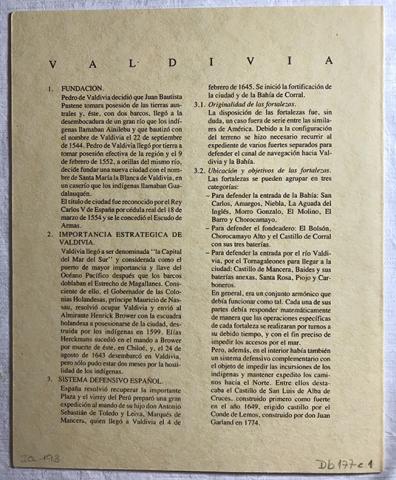 VALDIVIA
1. FUNDACION.
Pedro de Valdivia decidió que Juan Bautista
Pastene tomara posesión de las tierras aus-
trales y, éste, con dos barcos, llegó a la
desembocadura de un gran río que los indí-
genas llamaban Ainilebu y que bautizó con
el nombre de Valdivia el 22 de septiembre
de 1544. Pedro de Valdivia llegó por tierra a
tomar posesión efectiva de la región y el 9
de febrero de 1552, a orillas del mismo río,
decide fundar una nueva ciudad con el nom-
bre de Santa María la Blanca de Valdivia, en
un caserío que los indígenas llamaban Gua-
dalauquén.
El título de ciudad fue reconocido por el Rey
Carlos V de España por cédula real del 18 de
marzo de 1554 y se le concedió el Escudo de
Armas.
2. IMPORTANCIA ESTRATEGICA DE
VALDIVIA.
Valdivia llegó a ser denominada "la Capital
del Mar del Sur" y considerada como el
puerto de mayor importancia y llave del
Océano Pacífico después que los barcos
doblaban el Estrecho de Magallanes. Cons-
ciente de ello, el Gobernador de las Colo-
nias Holandesas, príncipe Mauricio de Nas-
sau, resolvió ocupar Valdivia y envió al
Almirante Henrick Brower con la escuadra
holandesa a posesionarse de la ciudad, des-
truida por los indígenas en 1599. Elías
Herckmans sucedió en el mando a Brower
por muerte de éste, en Chiloé, y, el 24 de
agosto de 1643 desembarcó en Valdivia,
pero sólo pudo estar dos meses por la hosti-
lidad de los indígenas.
3. SISTEMA DEFENSIVO ESPAÑOL.
España resolvió recuperar la importante
Plaza y el virrey del Perú preparó una gran
expedición al mando de su hijo don Antonio
Sebastián de Toledo y Leiva, Marqués de
Mancera, quien llegó a Valdivia el 4 de
febrero de 1645. Se inició la fortificación de
la ciudad y de la Bahía de Corral.
3.1. Originalidad de las fortalezas.
La disposición de las fortalezas fue, sin
duda, un caso fuera de serie entre las simila-
res de América. Debido a la configuración
del terreno se hizo necesario recurrir al
expediente de varios fuertes separados para
defender el canal de navegación hacia Val-
divia y la Bahía.
3.2. Ubicación y objetivos de las fortalezas.
Las fortalezas se pueden agrupar en tres
categorías:
– Para defender la entrada de la Bahía: San
Carlos, Amargos, Niebla, La Aguada del
Inglés, Morro Gonzalo, El Molino, El
Barro y Chorocamayo.
– Para defender el fondeadero: El Bolsón,
Chorocamayo Alto y el Castillo de Corral
con sus tres baterías.
– Para defender la entrada por el río Valdi-
via, por el Tornagaleones para llegar a la
ciudad: Castillo de Mancera, Baides y sus
baterías anexas, Santa Rosa, Piojo y Car-
boneros.
En general, era un conjunto armónico que
debía funcionar como tal. Cada una de sus
partes debía responder matemáticamente
de manera que las operaciones específicas
de cada fortaleza se realizaran por turnos a
su debido tiempo, y con el fin preciso de
impedir los accesos por el mar.
Pero, además, en el interior había también
un sistema defensivo complementario con
el objeto de impedir las incursiones de los
indígenas y mantener expedito los cami-
nos hacia el Norte. Entre ellos desta-
caba el Castillo de San Luis de Alba de
Cruces, construido primero como fuerte
en el año 1649, erigido castillo por el
Conde de Lemos, construido por don Juan
Garland en 1774.
Db 177 c 1